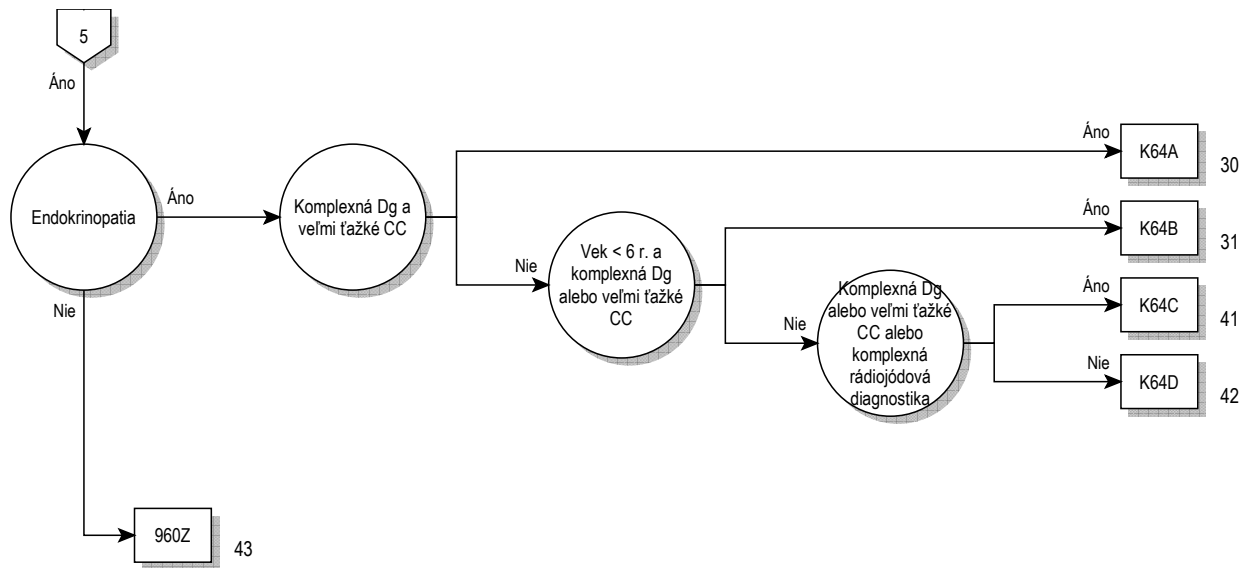 5
Áno
Endokrinopatia
Áno
Komplexná Dg a
veľmi ťažké CC
Áno
K64A
30
Nie
Vek < 6 r. a
komplexná Dg
alebo veľmi ťažké
CC
Áno
K64B
31
Nie
Komplexná Dg
alebo veľmi ťažké
CC alebo
komplexná
rádiojódová
diagnostika
Áno
K64C
41
Nie
K64D
42
Nie
960Z
43